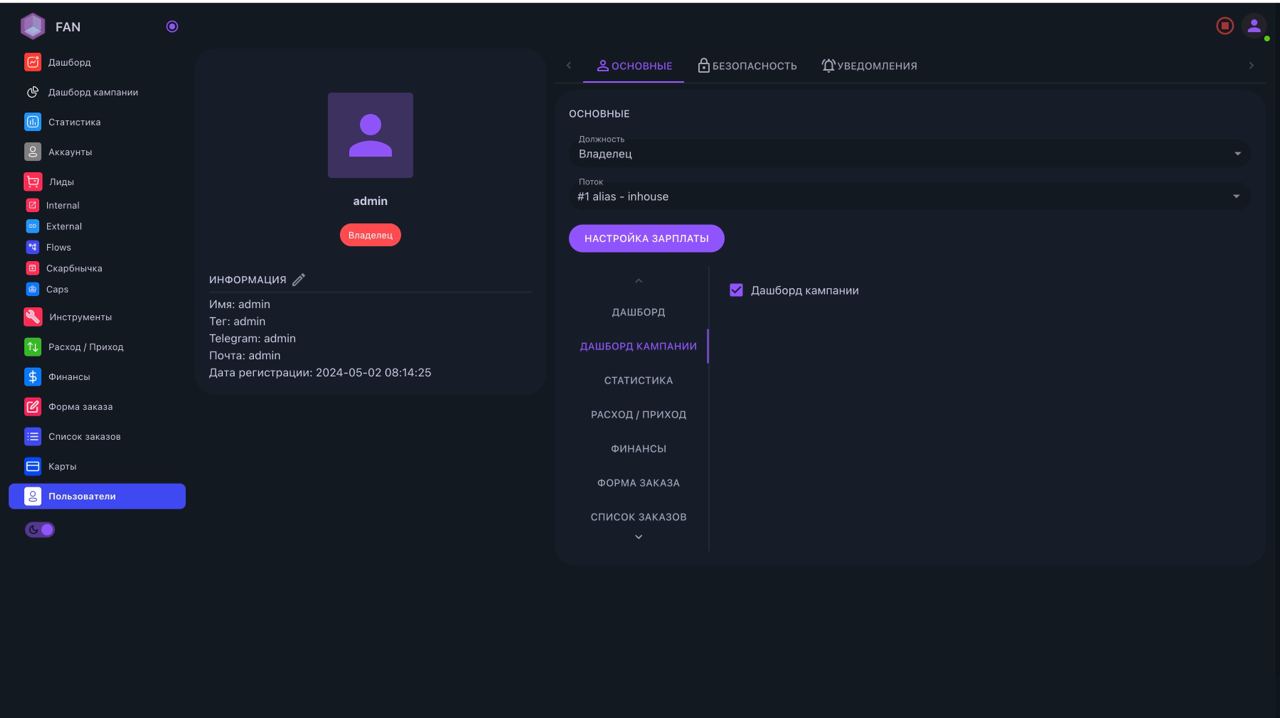 FAN
Дашборд
Дашборд кампании
Статистика
Аккаунты
Лиды
Internal
External
Flows
Скарбнычка
Caps
Инструменты
Расход / Приход
Финансы
Форма заказа
Список заказов
Карты
Пользователи
admin
Владелец
ИНФОРМАЦИЯ
Имя: admin
Тег: admin
Telegram: admin
Почта: admin
Дата регистрации: 2024-05-02 08:14:25
ОСНОВНЫЕ
БЕЗОПАСНОСТЬ
УВЕДОМЛЕНИЯ
ОСНОВНЫЕ
Должность
Владелец
Поток
#1 alias - inhouse
НАСТРОЙКА ЗАРПЛАТЫ
ДАШБОРД
ДАШБОРД КАМПАНИИ
СТАТИСТИКА
РАСХОД / ПРИХОД
ФИНАНСЫ
ФОРМА ЗАКАЗА
СПИСОК ЗАКАЗОВ
Дашборд кампании